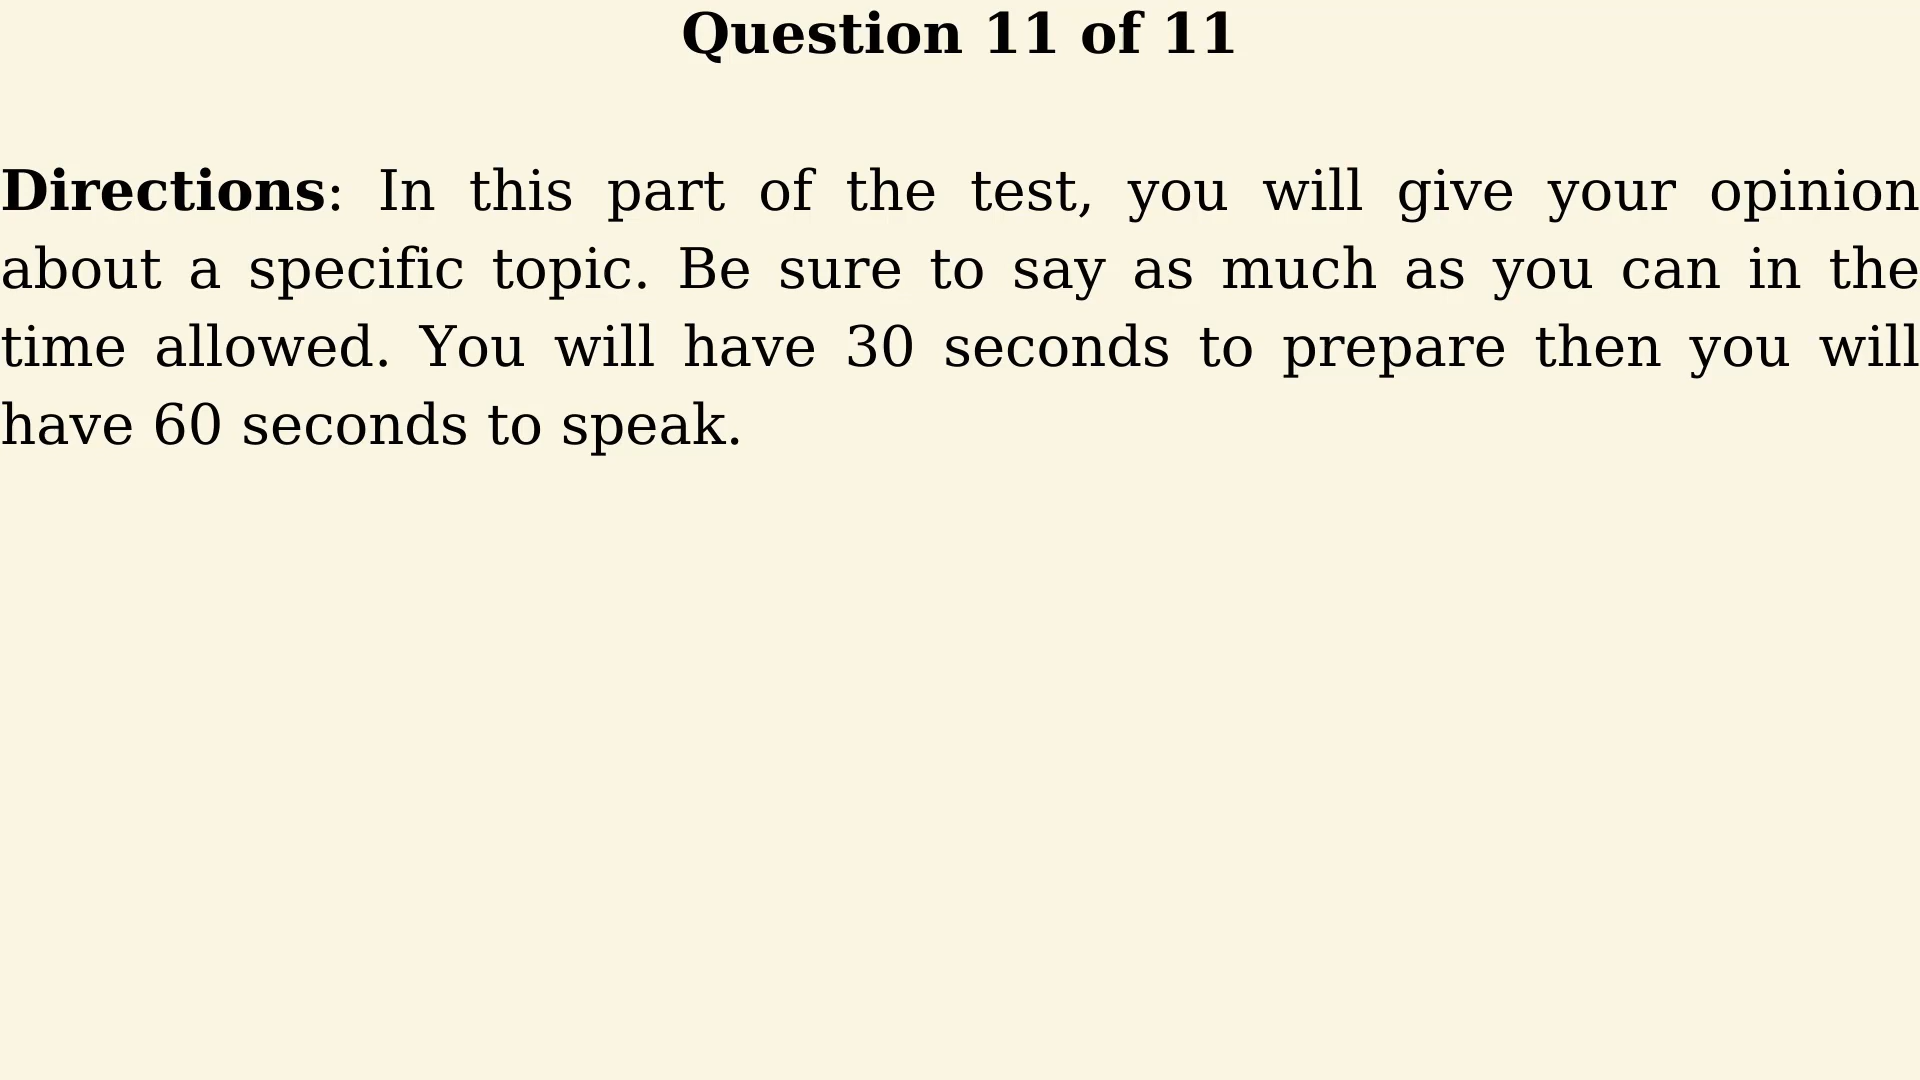 Question 11 of 11
Directions: In this part of the test, you will give your opinion
about a specific topic. Be sure to say as much as you can in the
time allowed. You will have 30 seconds to prepare then you will
have 60 seconds to speak.